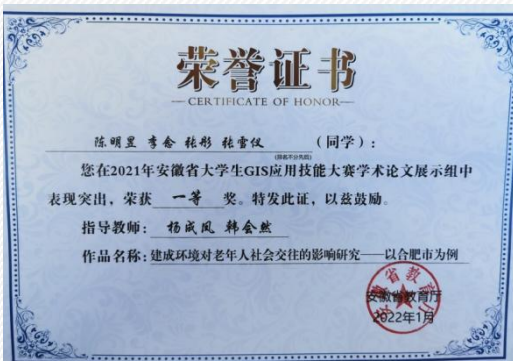 荣誉证书
CERTIFICATE OF HONOR
陈明昱 李念 张彤 张雪仪 (同学):
(排名不分先后)
您在2021年安徽省大学生GIS应用技能大赛学术论文展示组中
表现突出,荣获 一等 奖。特发此证,以兹鼓励。
指导教师: 杨成凤 韩会然
作品名称:建成环境对老年人社会交往的影响研究——以合肥市为例
安徽省教育厅
2022年1月